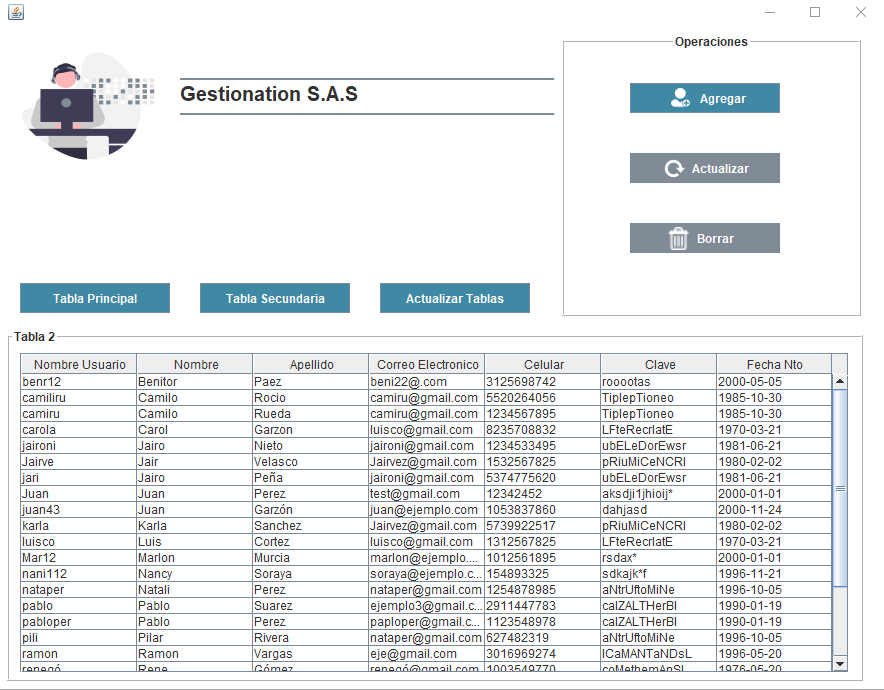 Operaciones
Gestionation S.A.S
Agregar
Actualizar
Borrar
Tabla Principal Tabla Secundaria Actualizar Tablas
Tabla 2
Nombre Usuario Nombre Apellido Correo Electronico Celular Clave Fecha Nto
benr12 Benitor Paez beni22@.com 3125698742 rooootas 2000-05-05
camiliru Camilo Rocio camiru@gmail.com 5520264056 TiplepTioneo 1985-10-30
camiru Camilo Rueda camiru@gmail.com 1234567895 TiplepTioneo 1985-10-30
carola Carol Garzon luisco@gmail.com 8235708832 LFteRecrlatE 1970-03-21
jaironi Jairo Nieto jaironi@gmail.com 1234533495 ubELeDorEwsr 1981-06-21
Jairve Jair Velasco Jairvez@gmail.com 1532567825 pRiuMiCeNCRI 1980-02-02
jari Jairo Peña jaironi@gmail.com 5374775620 ubELeDorEwsr 1981-06-21
Juan Juan Perez test@gmail.com 12342452 aksdji1jhioij* 2000-01-01
juan43 Juan Garzón juan@ejemplo.com 1053837860 dahjasd 2000-11-24
karla Karla Sanchez Jairvez@gmail.com 5739922517 pRiuMiCeNCRI 1980-02-02
luisco Luis Cortez luisco@gmail.com 1312567825 LFteRecrlatE 1970-03-21
Mar12 Marlon Murcia marlon@ejemplo.... 1012561895 rsdax* 2000-01-01
nani112 Nancy Soraya soraya@ejemplo.c... 154893325 sdkajk*f 1996-11-21
nataper Natali Perez nataper@gmail.com 1254878985 aNtrUftoMiNe 1996-10-05
pablo Pablo Suarez ejemplo3@gmail.c... 2911447783 calZALTHerBl 1990-01-19
pabloper Pablo Perez paploper@gmail.c... 1123548978 calZALTHerBl 1990-01-19
pili Pilar Rivera nataper@gmail.com 627482319 aNtrUftoMiNe 1996-10-05
ramon Ramon Vargas eje@gmail.com 3016969274 ICaMANTaNDsL 1996-05-20
renegó Rene Gómez renegó@gmail.com 1003549770 coMethemAnSl 1976-05-20